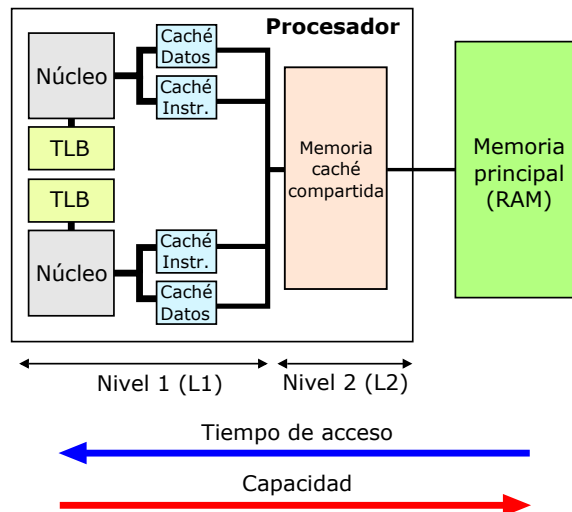 Procesador
Núcleo
Caché
Datos
Caché
Instr.
TLB
TLB
Núcleo
Caché
Instr.
Caché
Datos
Memoria
caché
compartida
Memoria
principal
(RAM)
Nivel 1 (L1)
Nivel 2 (L2)
Tiempo de acceso
Capacidad